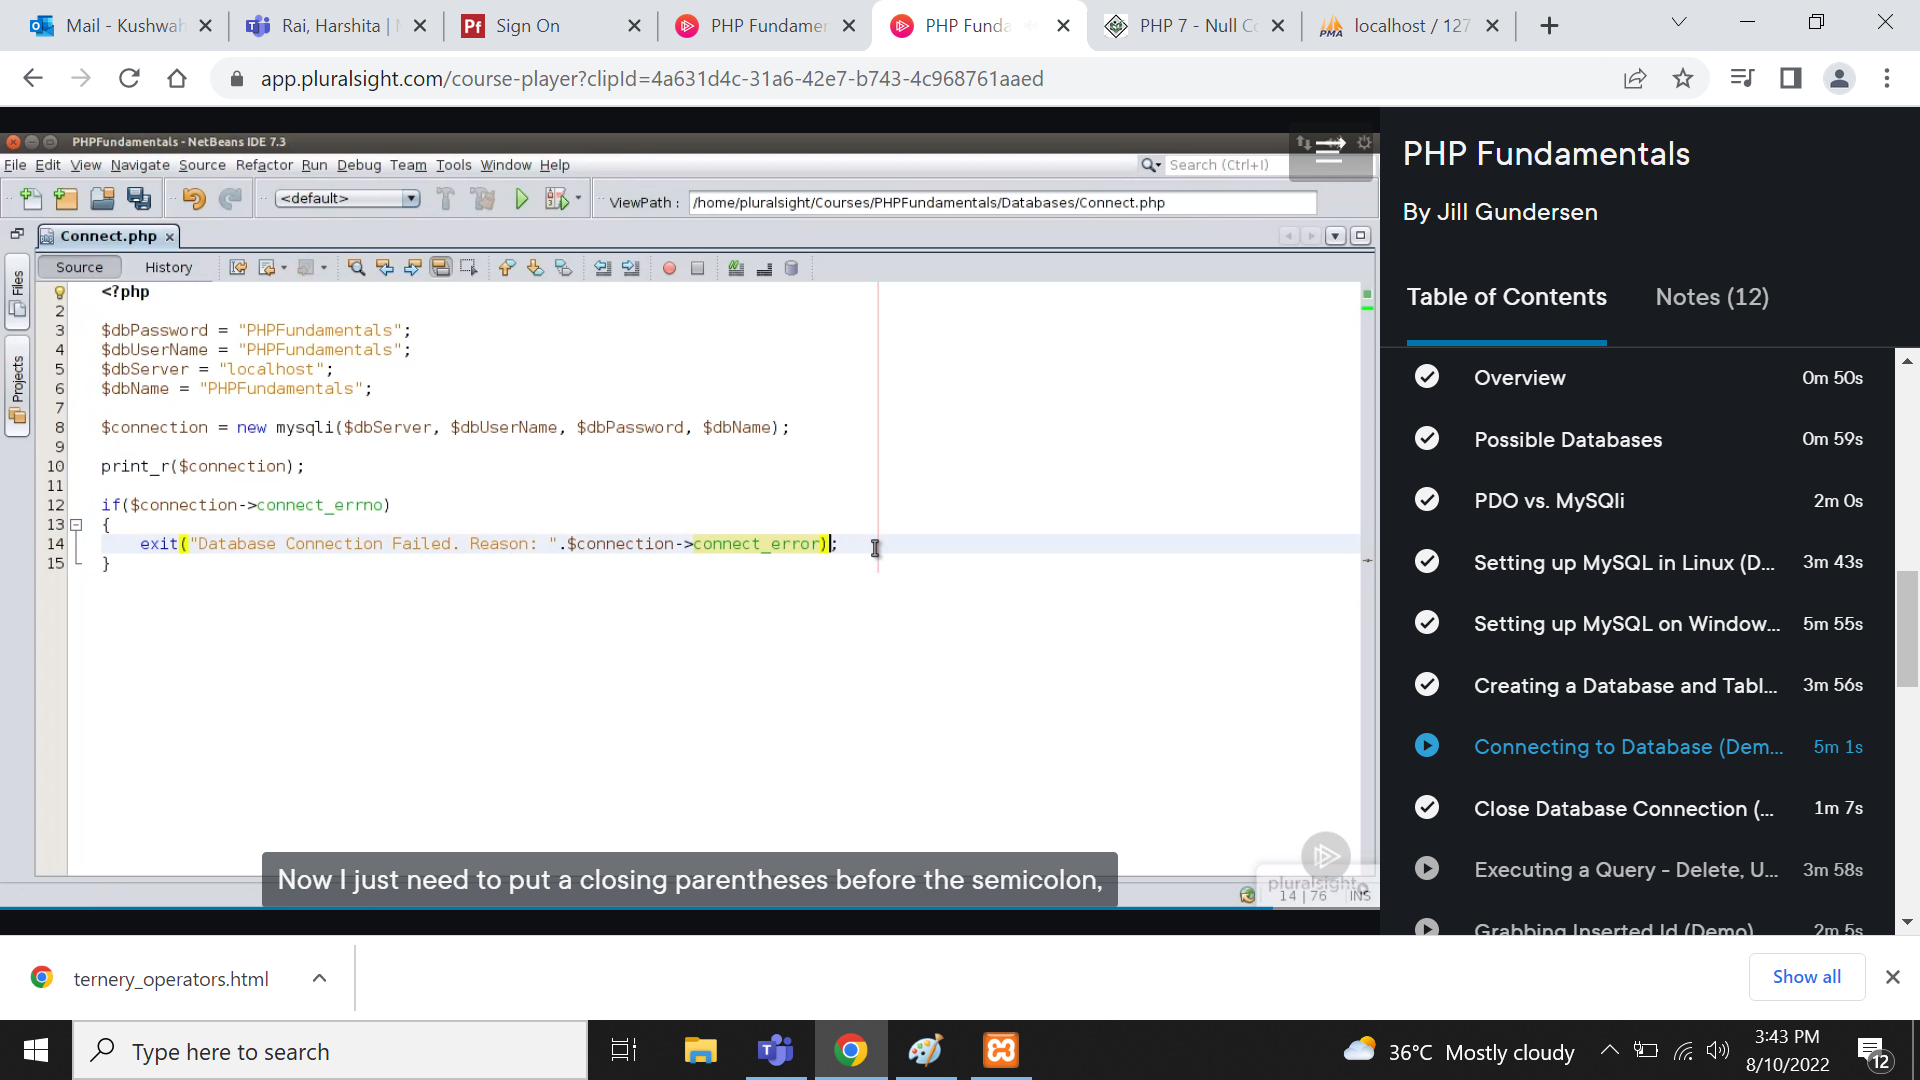 Mail - Kushwah
Rai, Harshita |
Pf Sign On
PHP Fundamer
PHP Funda
PHP 7 - Null Co
PMA localhost / 127
app.pluralsight.com/course-player?clipId=4a631d4c-31a6-42e7-b743-4c968761aaed
PHPFundamentals - NetBeans IDE 7.3
File Edit View Navigate Source Refactor Run Debug Team Tools Window Help
Search (Ctrl+I)
<default>
ViewPath : /home/pluralsight/Courses/PHPFundamentals/Databases/Connect.php
Connect.php
Source History
Files
Projects
<?php
2
3 $dbPassword = "PHPFundamentals";
4 $dbUserName = "PHPFundamentals";
5 $dbServer = "localhost";
6 $dbName = "PHPFundamentals";
7
8 $connection = new mysqli($dbServer, $dbUserName, $dbPassword, $dbName);
9
10 print_r($connection);
11
12 if($connection->connect_errno)
13 {
14 exit("Database Connection Failed. Reason: ".$connection->connect_error);
15 }
Now I just need to put a closing parentheses before the semicolon,
pluralsight
14 | 76 INS
PHP Fundamentals
By Jill Gundersen
Table of Contents
Notes (12)
Overview 0m 50s
Possible Databases 0m 59s
PDO vs. MySQli 2m 0s
Setting up MySQL in Linux (D... 3m 43s
Setting up MySQL on Window... 5m 55s
Creating a Database and Tabl... 3m 56s
Connecting to Database (Dem... 5m 1s
Close Database Connection (... 1m 7s
Executing a Query - Delete, U... 3m 58s
Grabbing Inserted Id (Demo) 2m 5s
ternery_operators.html
Show all
Type here to search
36°C Mostly cloudy
3:43 PM
8/10/2022
12